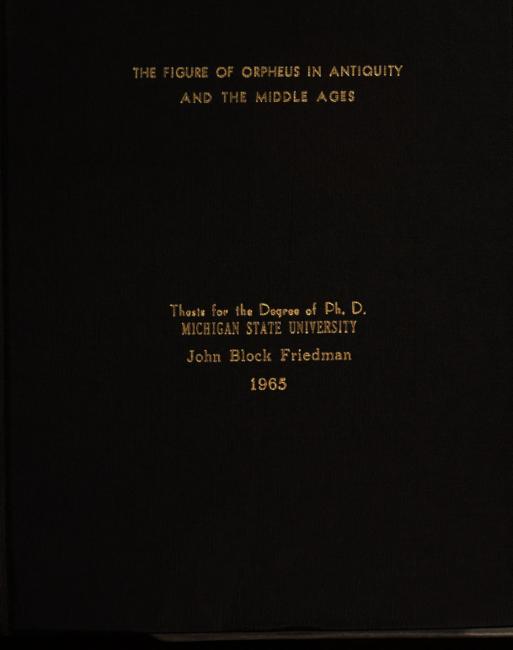 THE FIGURE OF ORPHEUS IN ANTIQUITY
AND THE MIDDLE AGES
Thesis for the Degree of Ph. D.
MICHIGAN STATE UNIVERSITY
John Block Friedman
1965